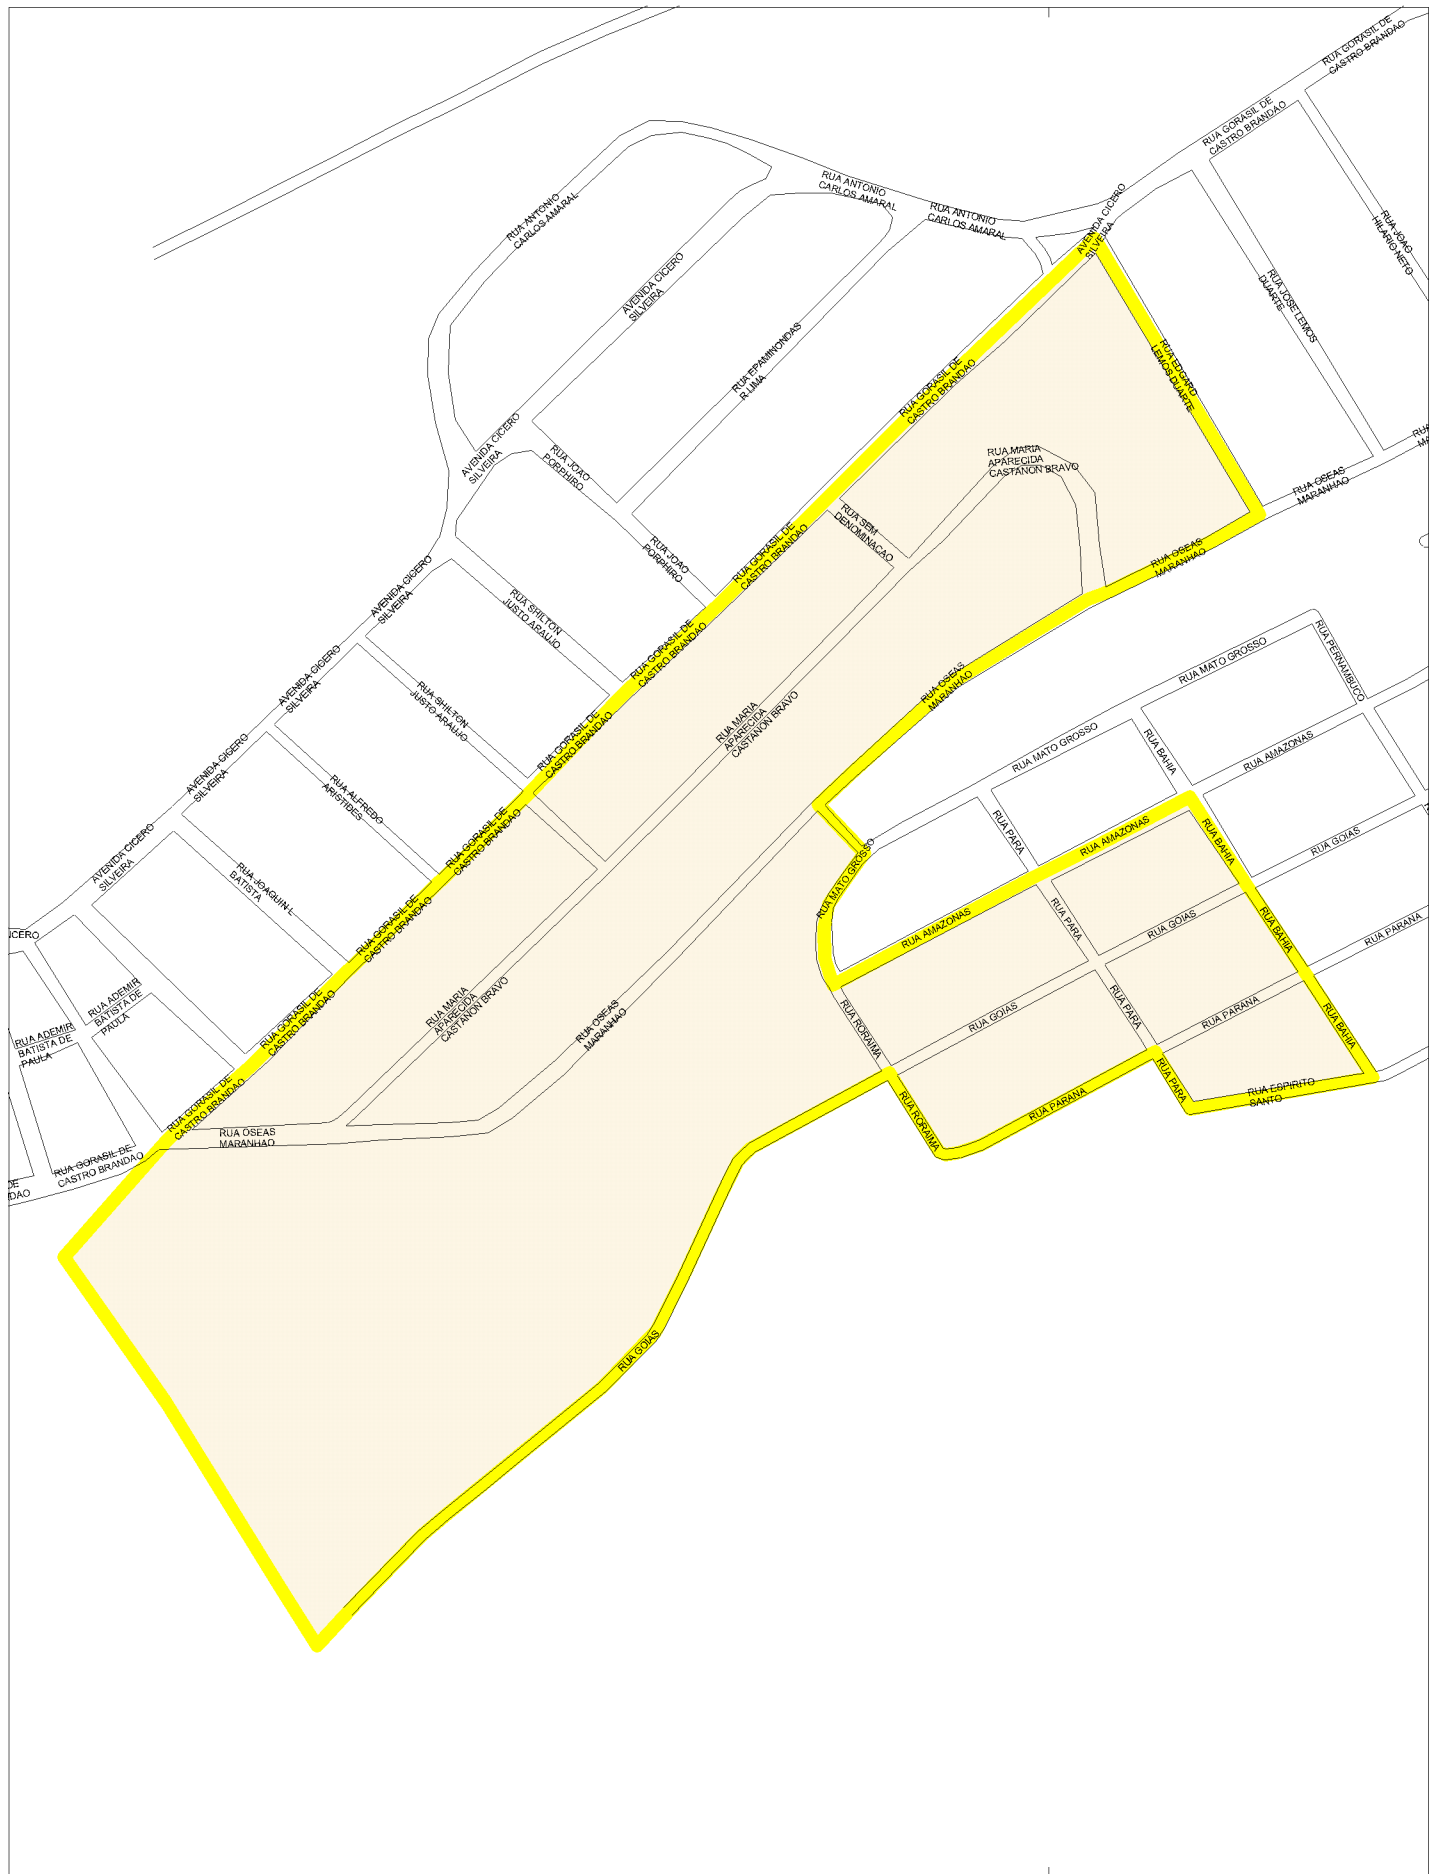 RUA GORASIL DE
CASTRO BRANDAO
RUA GORASIL DE
CASTRO BRANDAO
RUA ANTONIO
CARLOS AMARAL
RUA ANTONIO
CARLOS AMARAL
RUA ANTONIO
CARLOS AMARAL
AVENIDA CICERO
SILVEIRA
RUA JOAO
HILARIO NETO
AVENIDA CICERO
SILVEIRA
RUA JOSE LEMOS
DUARTE
RUA EPAMINONDAS
R LIMA
RUA EDGARD
LEMOS DUARTE
RUA GORASIL DE
CASTRO BRANDAO
AVENIDA CICERO
SILVEIRA
RUA JOAO
PORPHIRO
RUA MARIA
APARECIDA
CASTANON BRAVO
RUA OSEAS
MARANHAO
RUA SEM
DENOMINACAO
RUA JOAO
PORPHIRO
RUA GORASIL DE
CASTRO BRANDAO
RUA OSEAS
MARANHAO
AVENIDA CICERO
SILVEIRA
RUA SHILTON
JUSTO ARAUJO
RUA GORASIL DE
CASTRO BRANDAO
RUA OSEAS
MARANHAO
RUA MATO GROSSO
RUA PERNAMBUCO
AVENIDA CICERO
SILVEIRA
RUA SHILTON
JUSTO ARAUJO
RUA MARIA
APARECIDA
CASTANON BRAVO
RUA GORASIL DE
CASTRO BRANDAO
RUA MATO GROSSO
RUA BAHIA
RUA AMAZONAS
AVENIDA CICERO
SILVEIRA
RUA ALFREDO
ARISTIDES
RUA GORASIL DE
CASTRO BRANDAO
RUA PARA
RUA AMAZONAS
RUA BAHIA
RUA GOIAS
AVENIDA CICERO
SILVEIRA
RUA JOAQUIN L
BATISTA
RUA MATO GROSSO
RUA GORASIL DE
CASTRO BRANDAO
RUA AMAZONAS
RUA PARA
RUA GOIAS
RUA BAHIA
RUA PARANA
ICERO
RUA ADEMIR
BATISTA DE
PAULA
RUA GORASIL DE
CASTRO BRANDAO
RUA MARIA
APARECIDA
CASTANON BRAVO
RUA OSEAS
MARANHAO
RUA RORAIMA
RUA GOIAS
RUA PARA
RUA PARANA
RUA BAHIA
RUA ADEMIR
BATISTA DE
PAULA
RUA GORASIL DE
CASTRO BRANDAO
RUA OSEAS
MARANHAO
RUA RORAIMA
RUA PARANA
RUA PARA
RUA ESPIRITO
SANTO
RUA GORASIL DE
CASTRO BRANDAO
DE
DAO
RUA GOIAS